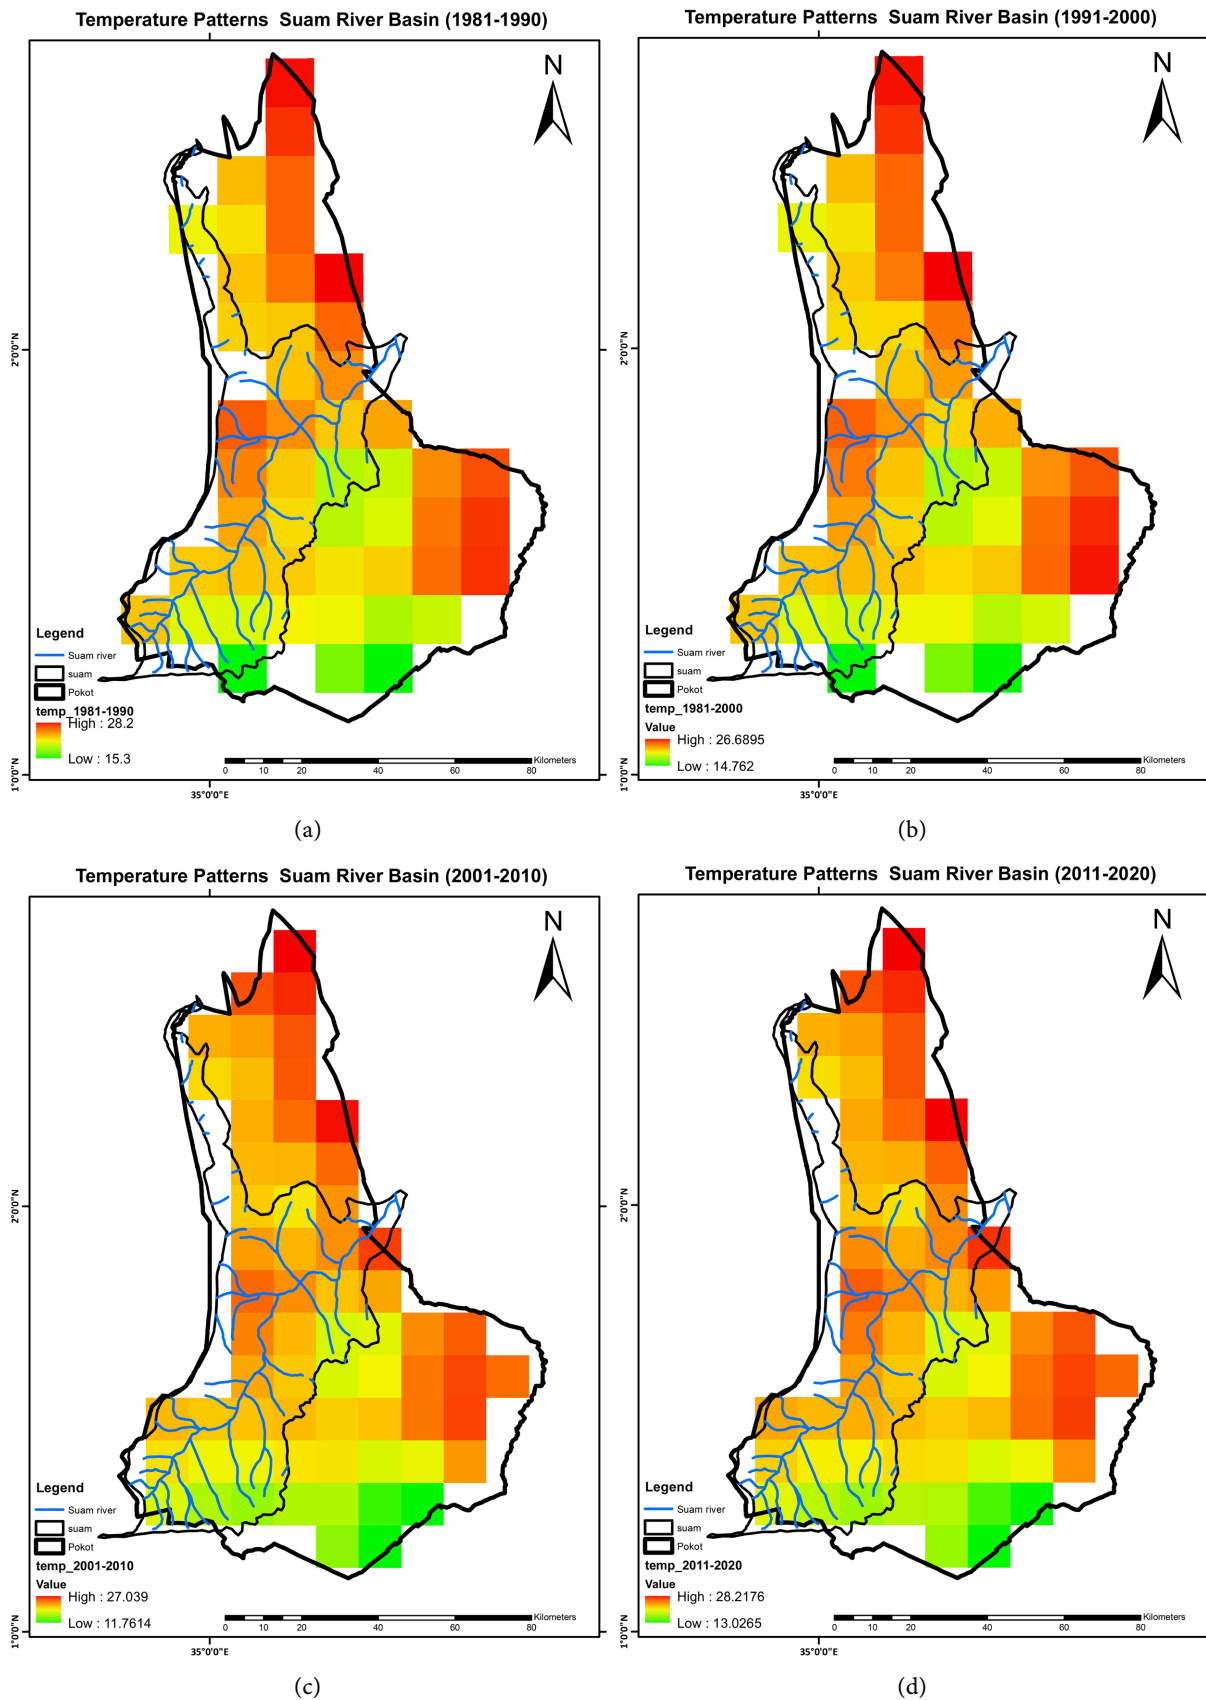 Temperature Patterns  Suam River Basin (1981-1990)
N
2°0'0"N
Legend
Suam river
suam
Pokot
temp_1981-1990
High : 28.2
Low : 15.3
0 10 20 40 60 80 Kilometers
1°0'0"N
35°0'0"E
(a)
Temperature Patterns  Suam River Basin (1991-2000)
N
2°0'0"N
Legend
Suam river
suam
Pokot
temp_1981-2000
Value
High : 26.6895
Low : 14.762
0 10 20 40 60 80 Kilometers
1°0'0"N
35°0'0"E
(b)
Temperature Patterns  Suam River Basin (2001-2010)
N
2°0'0"N
Legend
Suam river
suam
Pokot
temp_2001-2010
Value
High : 27.039
Low : 11.7614
0 10 20 40 60 80 Kilometers
1°0'0"N
35°0'0"E
(c)
Temperature Patterns  Suam River Basin (2011-2020)
N
2°0'0"N
Legend
Suam river
suam
Pokot
temp_2011-2020
Value
High : 28.2176
Low : 13.0265
0 10 20 40 60 80 Kilometers
1°0'0"N
35°0'0"E
(d)